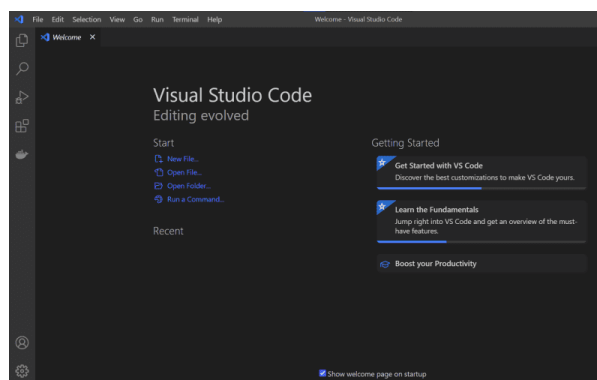 File Edit Selection View Go Run Terminal Help
Welcome - Visual Studio Code
Welcome
Visual Studio Code
Editing evolved
Start
New File...
Open File...
Open Folder...
Run a Command...
Recent
Getting Started
Get Started with VS Code
Discover the best customizations to make VS Code yours.
Learn the Fundamentals
Jump right into VS Code and get an overview of the must-
have features.
Boost your Productivity
Show welcome page on startup